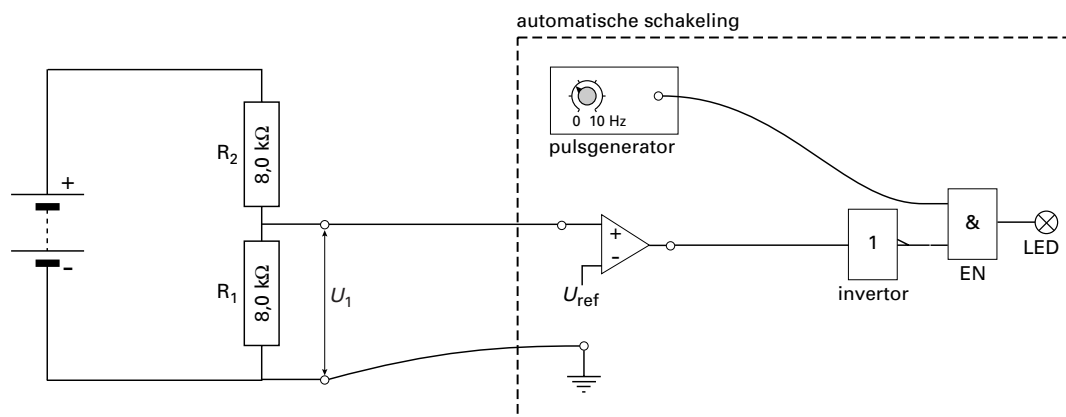 automatische schakeling
0 10 Hz
pulsgenerator
+
-
R2
8,0 kΩ
R1
8,0 kΩ
U1
+
-
Uref
1
invertor
&
EN
LED